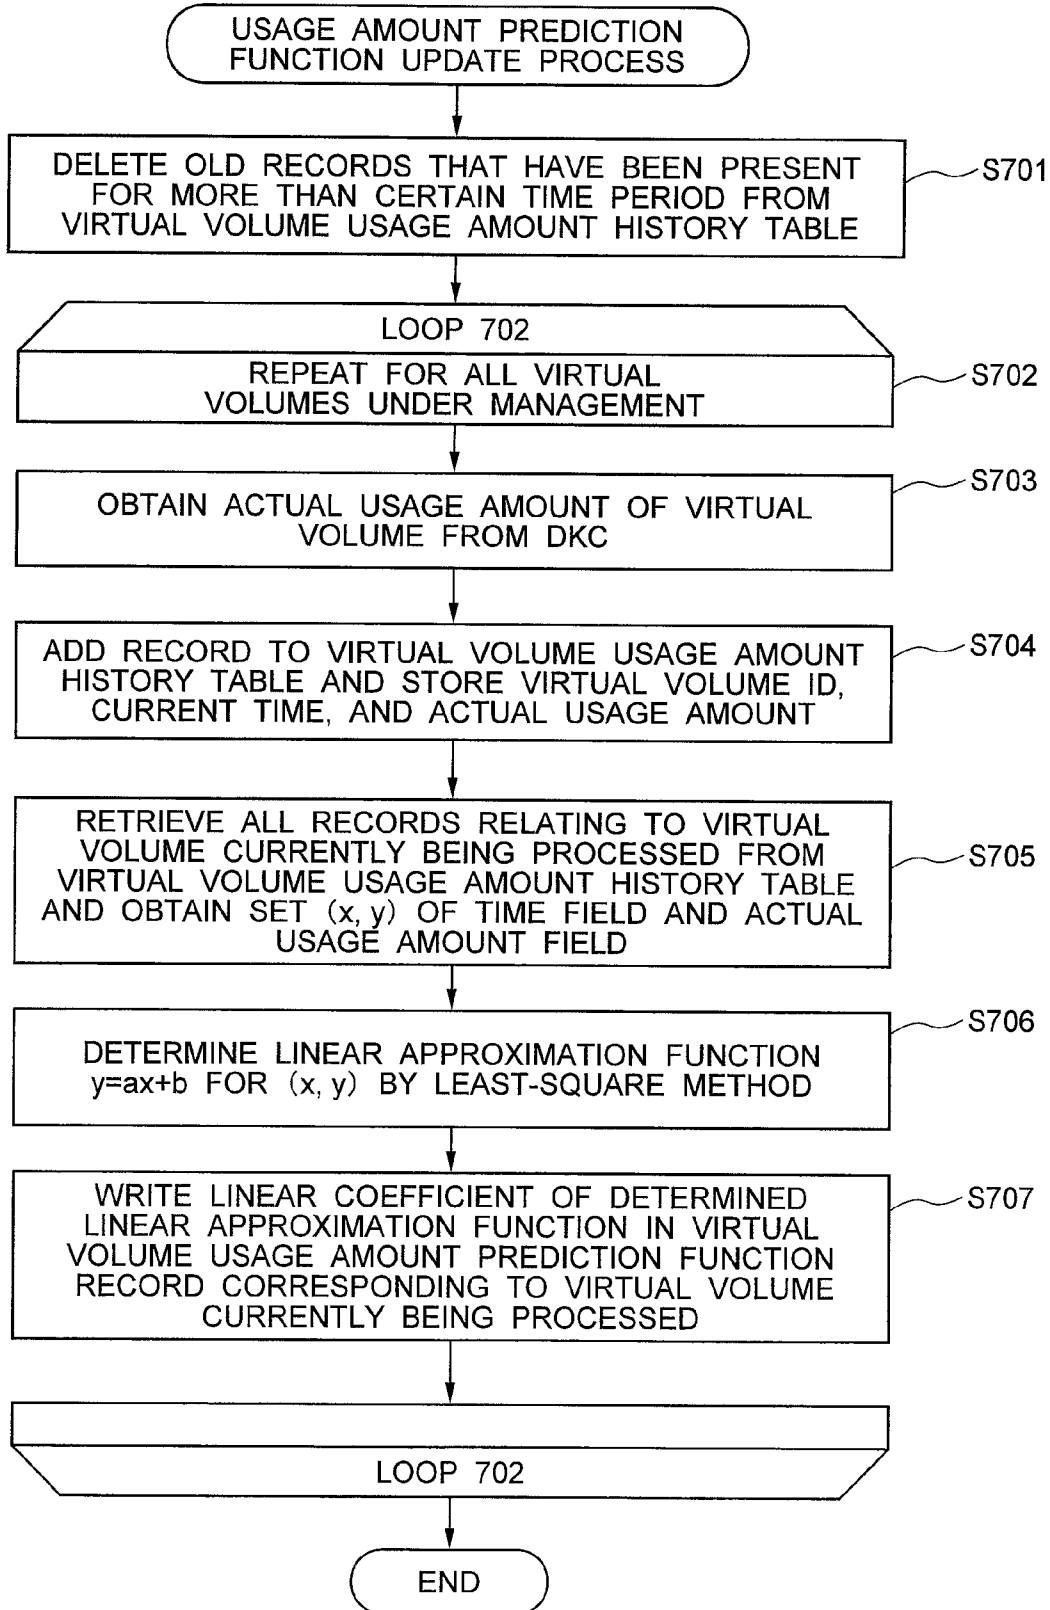 USAGE AMOUNT PREDICTION
FUNCTION UPDATE PROCESS
DELETE OLD RECORDS THAT HAVE BEEN PRESENT
FOR MORE THAN CERTAIN TIME PERIOD FROM
VIRTUAL VOLUME USAGE AMOUNT HISTORY TABLE
S701
LOOP 702
REPEAT FOR ALL VIRTUAL
VOLUMES UNDER MANAGEMENT
S702
OBTAIN ACTUAL USAGE AMOUNT OF VIRTUAL
VOLUME FROM DKC
S703
ADD RECORD TO VIRTUAL VOLUME USAGE AMOUNT
HISTORY TABLE AND STORE VIRTUAL VOLUME ID,
CURRENT TIME, AND ACTUAL USAGE AMOUNT
S704
RETRIEVE ALL RECORDS RELATING TO VIRTUAL
VOLUME CURRENTLY BEING PROCESSED FROM
VIRTUAL VOLUME USAGE AMOUNT HISTORY TABLE
AND OBTAIN SET (x, y) OF TIME FIELD AND ACTUAL
USAGE AMOUNT FIELD
S705
DETERMINE LINEAR APPROXIMATION FUNCTION
y=ax+b FOR (x, y) BY LEAST-SQUARE METHOD
S706
WRITE LINEAR COEFFICIENT OF DETERMINED
LINEAR APPROXIMATION FUNCTION IN VIRTUAL
VOLUME USAGE AMOUNT PREDICTION FUNCTION
RECORD CORRESPONDING TO VIRTUAL VOLUME
CURRENTLY BEING PROCESSED
S707
LOOP 702
END